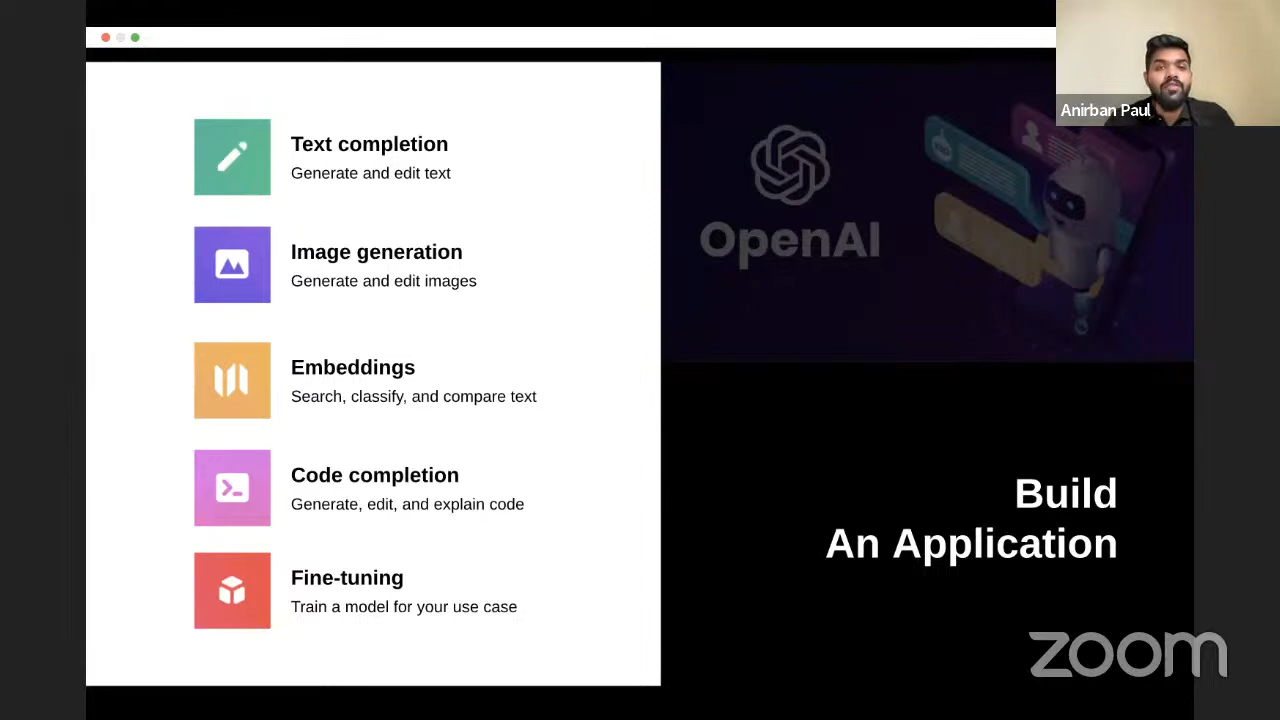 Text completion
Generate and edit text
Image generation
Generate and edit images
Embeddings
Search, classify, and compare text
Code completion
Generate, edit, and explain code
Fine-tuning
Train a model for your use case
OpenAI
Build
An Application
Anirban Paul
zoom